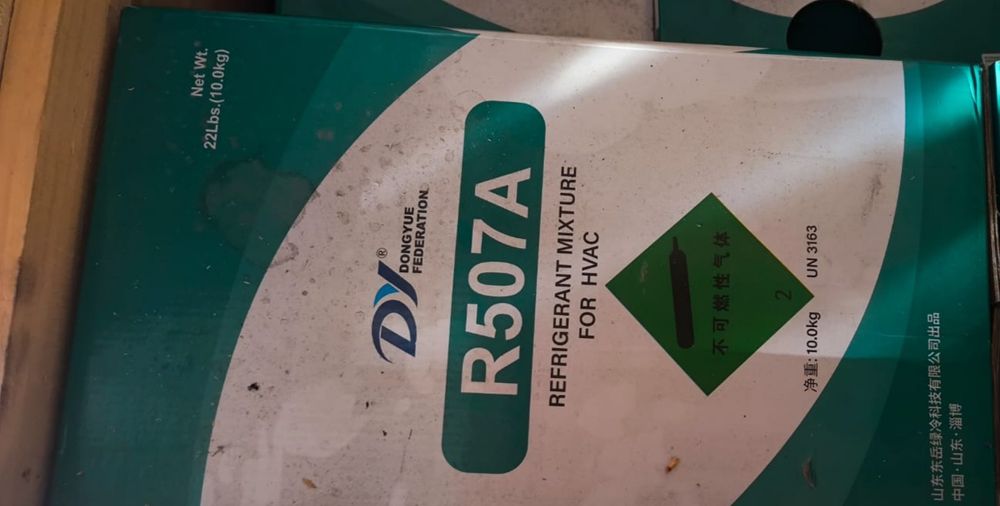 Net Wt.
22Lbs.(10.0kg)
DY®
DONGYUE
FEDERATION
R507A
REFRIGERANT MIXTURE
FOR HVAC
不可燃性气体
2
净重: 10.0kg UN 3163
山东东岳绿冷科技有限公司出品
中国·山东·淄博